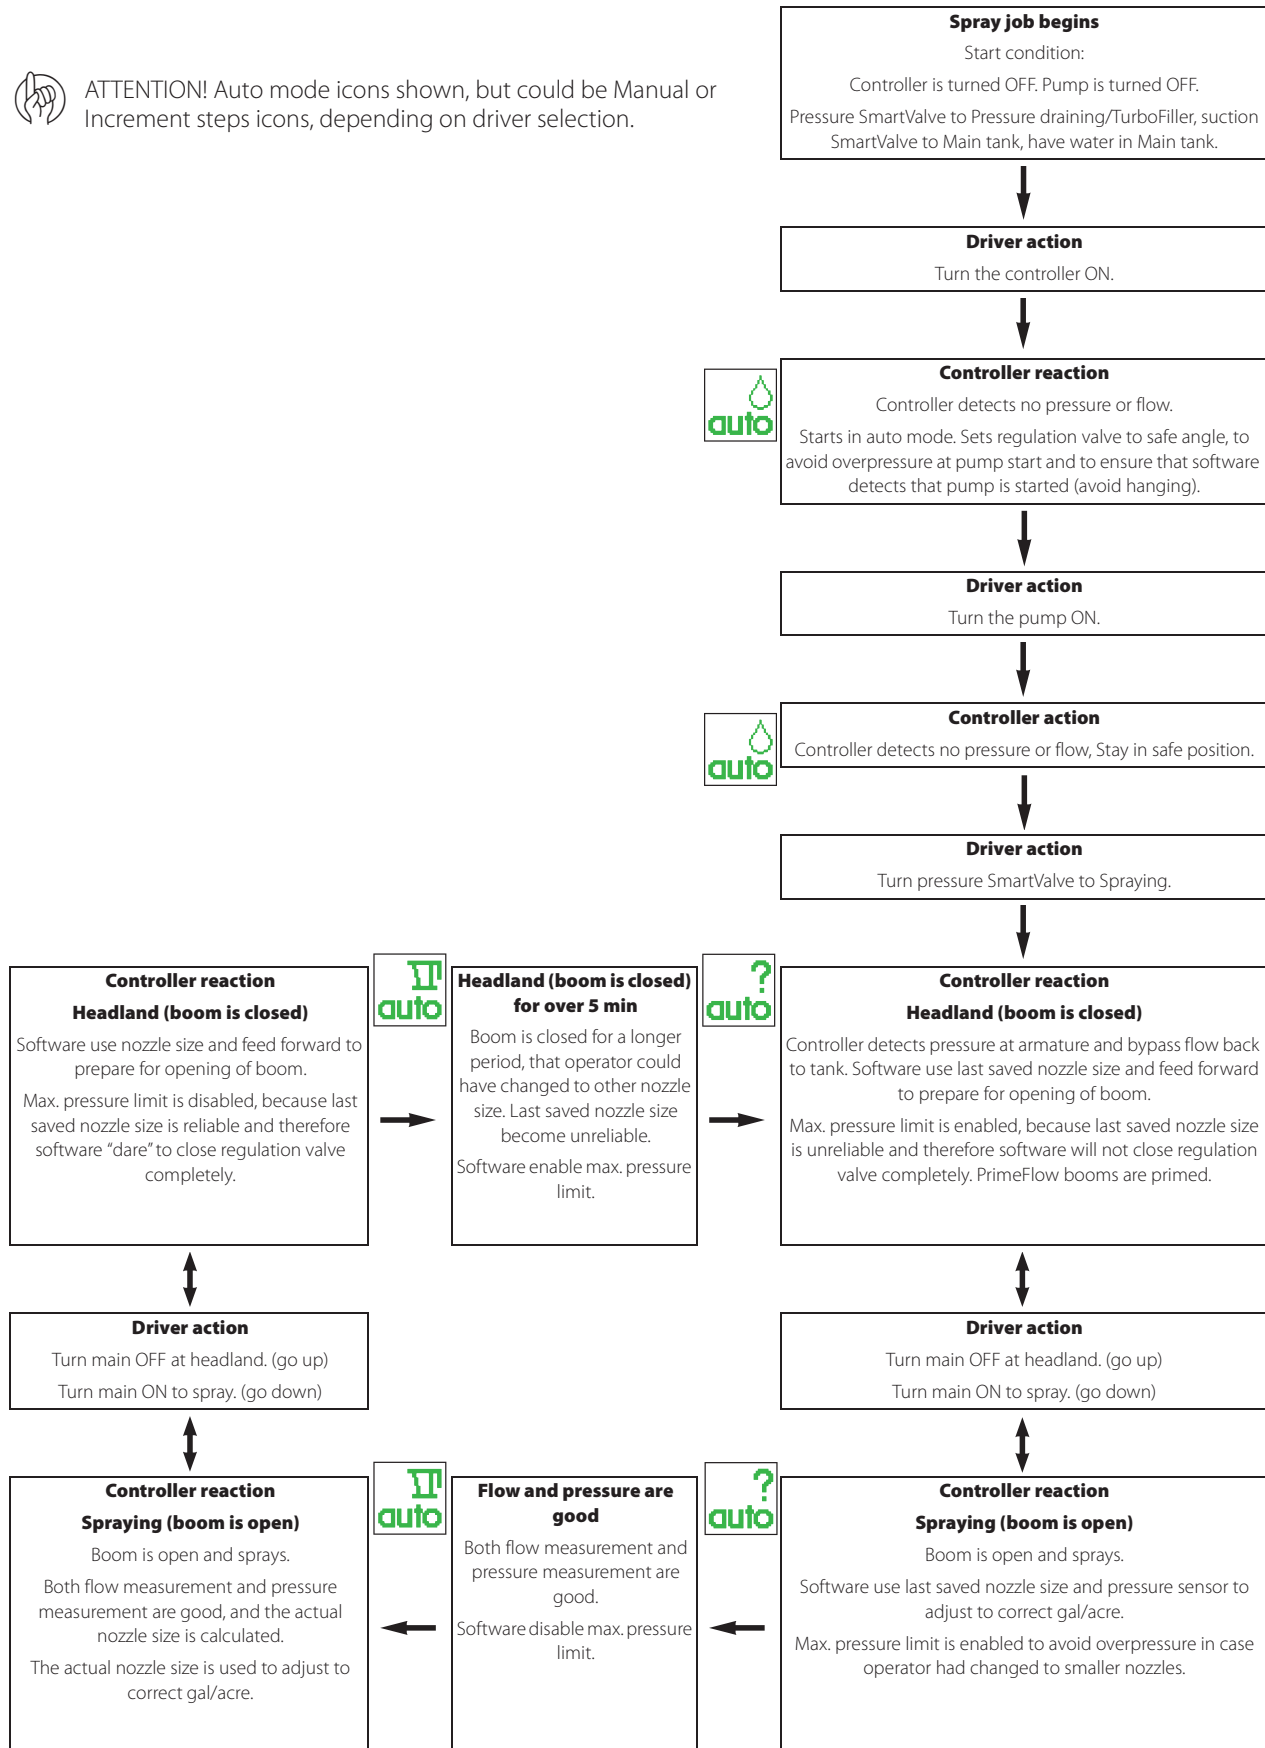 ATTENTION! Auto mode icons shown, but could be Manual or
Increment steps icons, depending on driver selection.
Spray job begins
Start condition:
Controller is turned OFF. Pump is turned OFF.
Pressure SmartValve to Pressure draining/TurboFiller, suction
SmartValve to Main tank, have water in Main tank.
Driver action
Turn the controller ON.
auto
Controller reaction
Controller detects no pressure or flow.
Starts in auto mode. Sets regulation valve to safe angle, to
avoid overpressure at pump start and to ensure that software
detects that pump is started (avoid hanging).
Driver action
Turn the pump ON.
auto
Controller action
Controller detects no pressure or flow, Stay in safe position.
Driver action
Turn pressure SmartValve to Spraying.
Controller reaction
Headland (boom is closed)
Software use nozzle size and feed forward to
prepare for opening of boom.
Max. pressure limit is disabled, because last
saved nozzle size is reliable and therefore
software “dare” to close regulation valve
completely.
auto
Headland (boom is closed)
for over 5 min
Boom is closed for a longer
period, that operator could
have changed to other nozzle
size. Last saved nozzle size
become unreliable.
Software enable max. pressure
limit.
?
auto
Controller reaction
Headland (boom is closed)
Controller detects pressure at armature and bypass flow back
to tank. Software use last saved nozzle size and feed forward
to prepare for opening of boom.
Max. pressure limit is enabled, because last saved nozzle size
is unreliable and therefore software will not close regulation
valve completely. PrimeFlow booms are primed.
Driver action
Turn main OFF at headland. (go up)
Turn main ON to spray. (go down)
Driver action
Turn main OFF at headland. (go up)
Turn main ON to spray. (go down)
Controller reaction
Spraying (boom is open)
Boom is open and sprays.
Both flow measurement and pressure
measurement are good, and the actual
nozzle size is calculated.
The actual nozzle size is used to adjust to
correct gal/acre.
auto
Flow and pressure are
good
Both flow measurement and
pressure measurement are
good.
Software disable max. pressure
limit.
?
auto
Controller reaction
Spraying (boom is open)
Boom is open and sprays.
Software use last saved nozzle size and pressure sensor to
adjust to correct gal/acre.
Max. pressure limit is enabled to avoid overpressure in case
operator had changed to smaller nozzles.